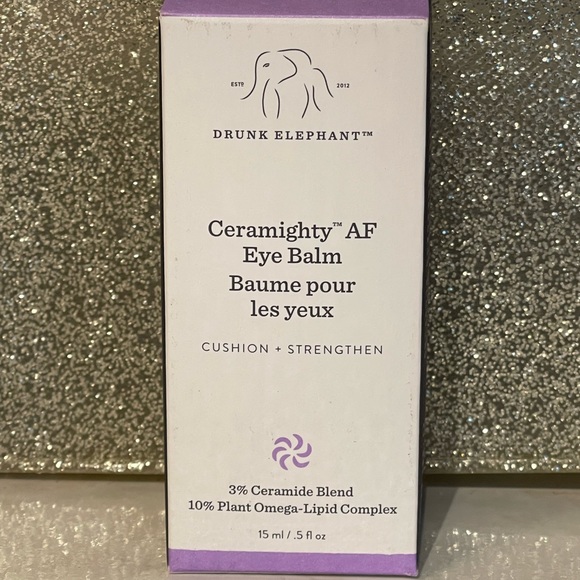 ESTD 2012
DRUNK ELEPHANT™
Ceramighty™ AF
Eye Balm
Baume pour
les yeux
CUSHION + STRENGTHEN
3% Ceramide Blend
10% Plant Omega-Lipid Complex
15 ml / .5 fl oz